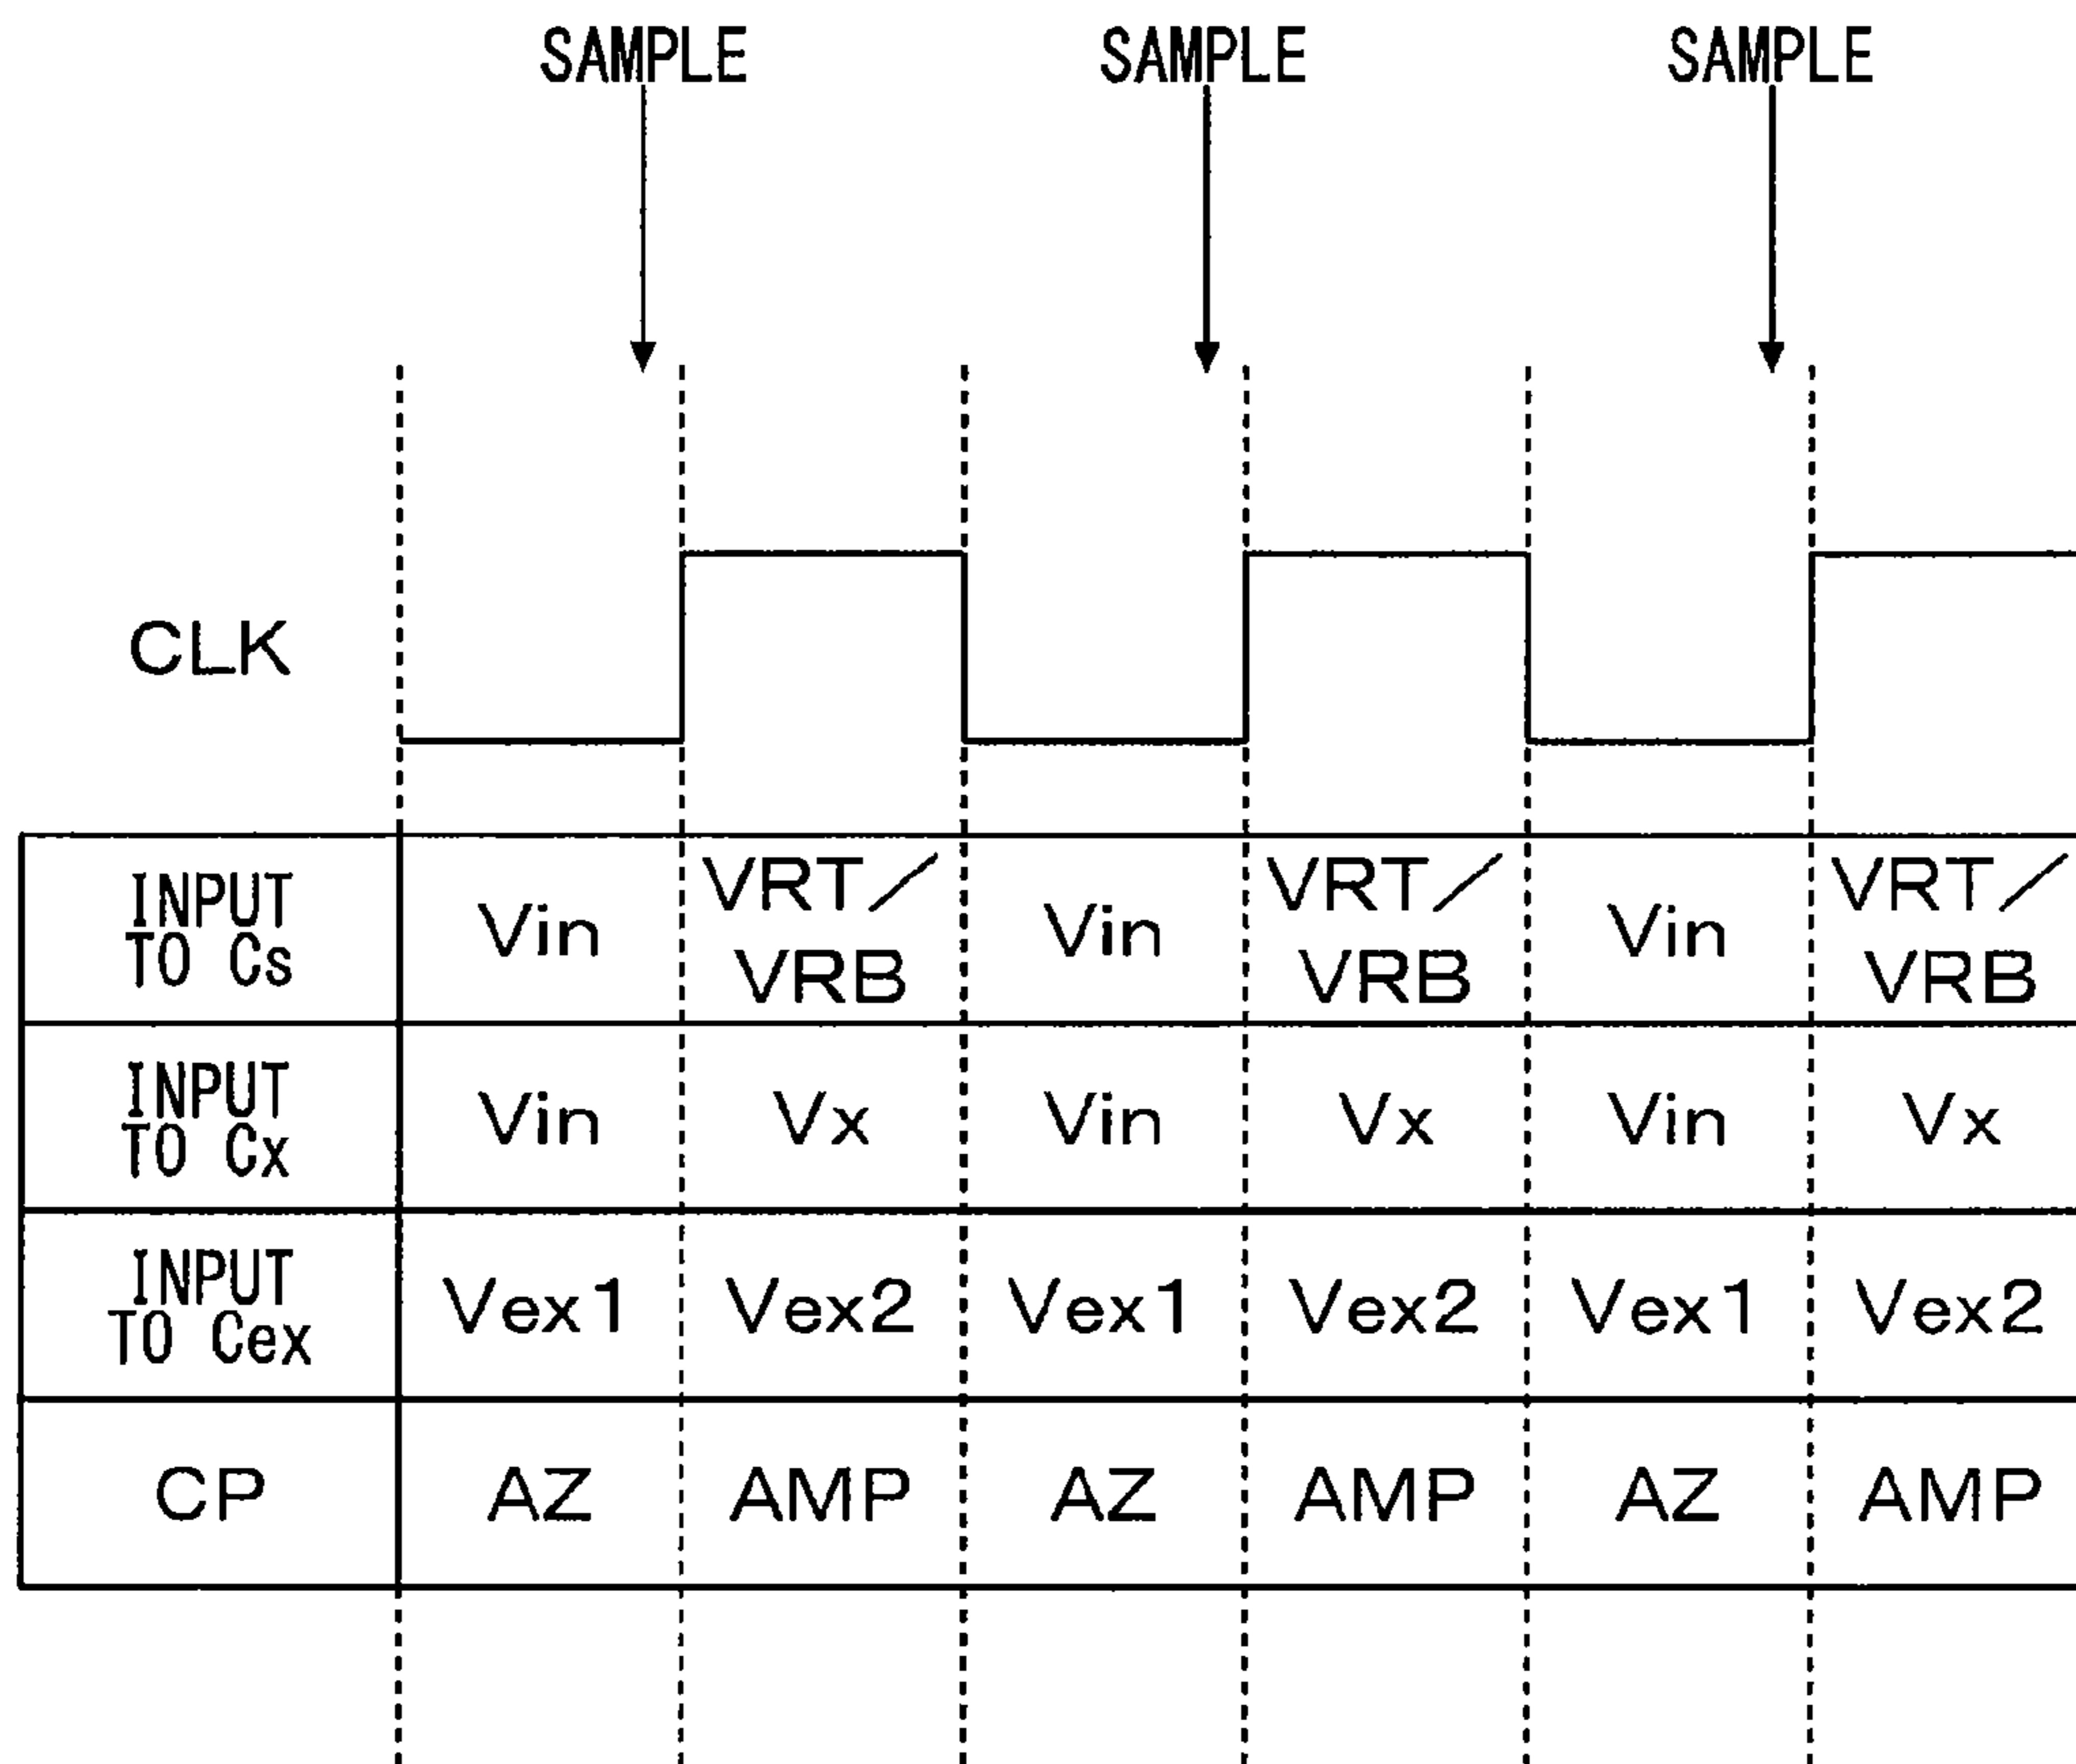 SAMPLE SAMPLE SAMPLE
CLK
INPUT TO Cs Vin VRT/ VRB Vin VRT/ VRB Vin VRT/ VRB
INPUT TO Cx Vin Vx Vin Vx Vin Vx
INPUT TO Cex Vex1 Vex2 Vex1 Vex2 Vex1 Vex2
CP AZ AMP AZ AMP AZ AMP